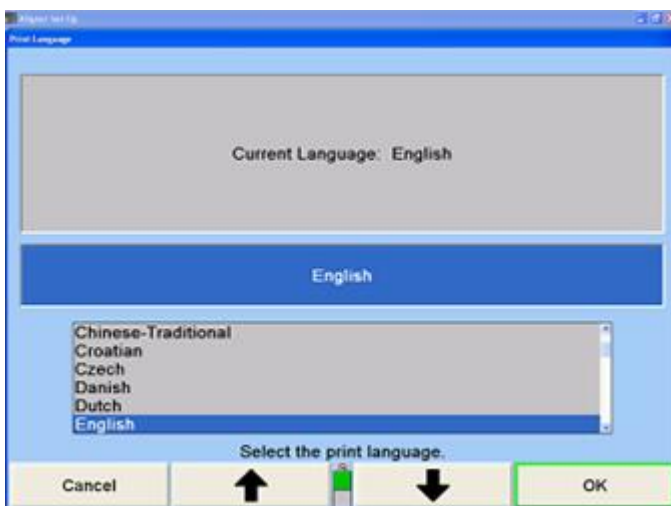 Print Language
Current Language: English
English
Chinese-Traditional
Croatian
Czech
Danish
Dutch
English
Select the print language.
Cancel
OK